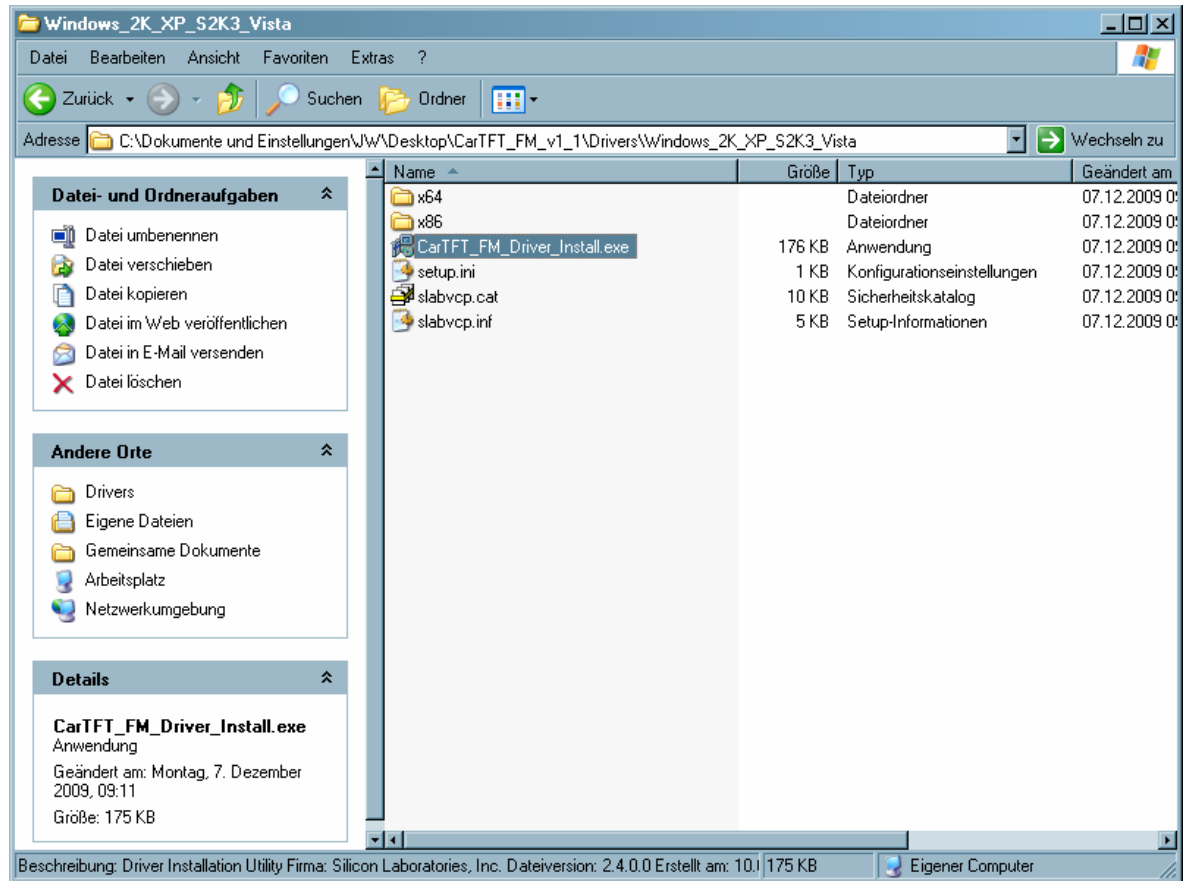 Windows_2K_XP_S2K3_Vista
Datei Bearbeiten Ansicht Favoriten Extras ?
Zurück Suchen Ordner
Adresse C:\Dokumente und Einstellungen\JW\Desktop\CarTFT_FM_v1_1\Drivers\Windows_2K_XP_S2K3_Vista Wechseln zu
Datei- und Ordneraufgaben
Datei umbenennen
Datei verschieben
Datei kopieren
Datei im Web veröffentlichen
Datei in E-Mail versenden
Datei löschen
Andere Orte
Drivers
Eigene Dateien
Gemeinsame Dokumente
Arbeitsplatz
Netzwerkumgebung
Details
CarTFT_FM_Driver_Install.exe
Anwendung
Geändert am: Montag, 7. Dezember
2009, 09:11
Größe: 175 KB
Name Größe Typ Geändert am
x64 Dateiordner 07.12.2009 0
x86 Dateiordner 07.12.2009 0
CarTFT_FM_Driver_Install.exe 176 KB Anwendung 07.12.2009 0
setup.ini 1 KB Konfigurationseinstellungen 07.12.2009 0
slabvcp.cat 10 KB Sicherheitskatalog 07.12.2009 0
slabvcp.inf 5 KB Setup-Informationen 07.12.2009 0
Beschreibung: Driver Installation Utility Firma: Silicon Laboratories, Inc. Dateiversion: 2.4.0.0 Erstellt am: 10. 175 KB Eigener Computer